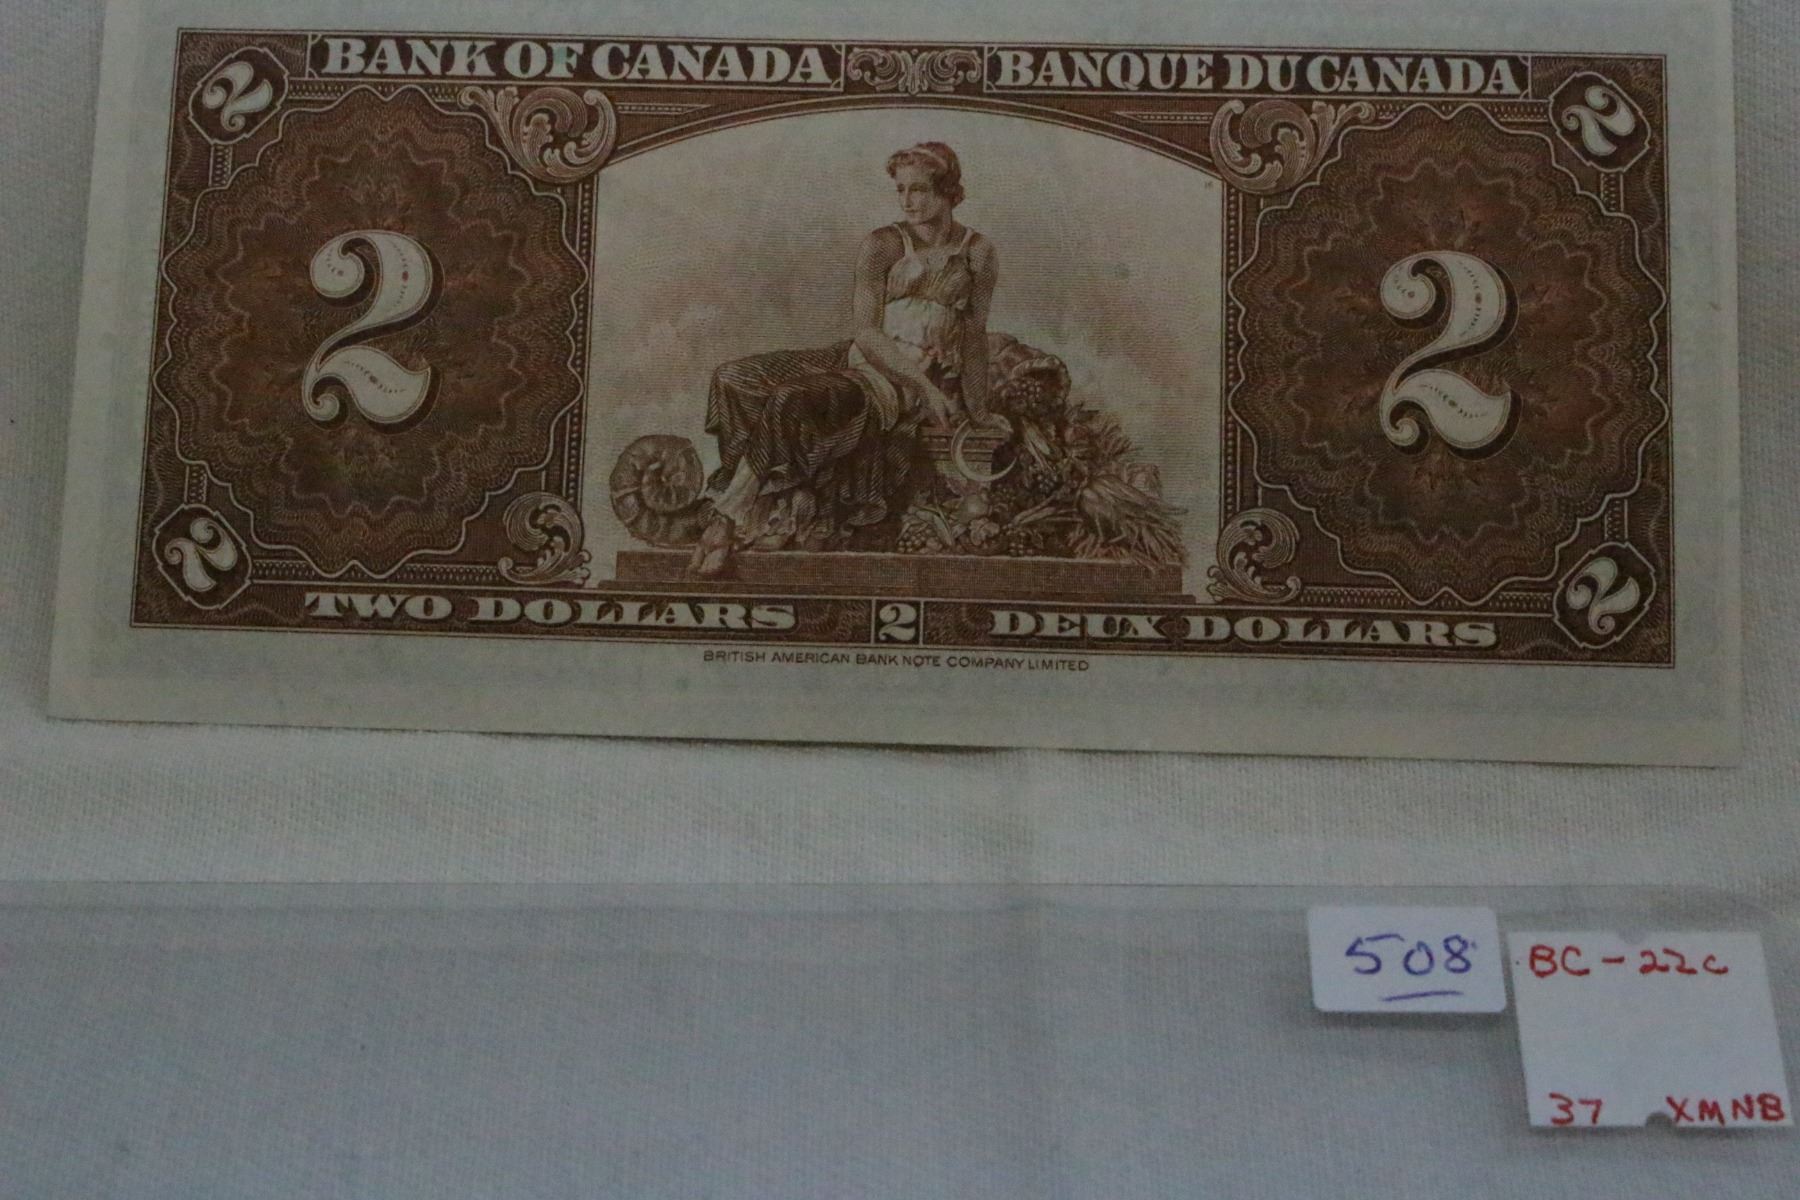 2 BANK OF CANADA BANQUE DU CANADA 2
16
2 2
2 TWO DOLLARS 2 DEUX DOLLARS 2
BRITISH AMERICAN BANK NOTE COMPANY LIMITED
508
BC-22c
37 XMNB